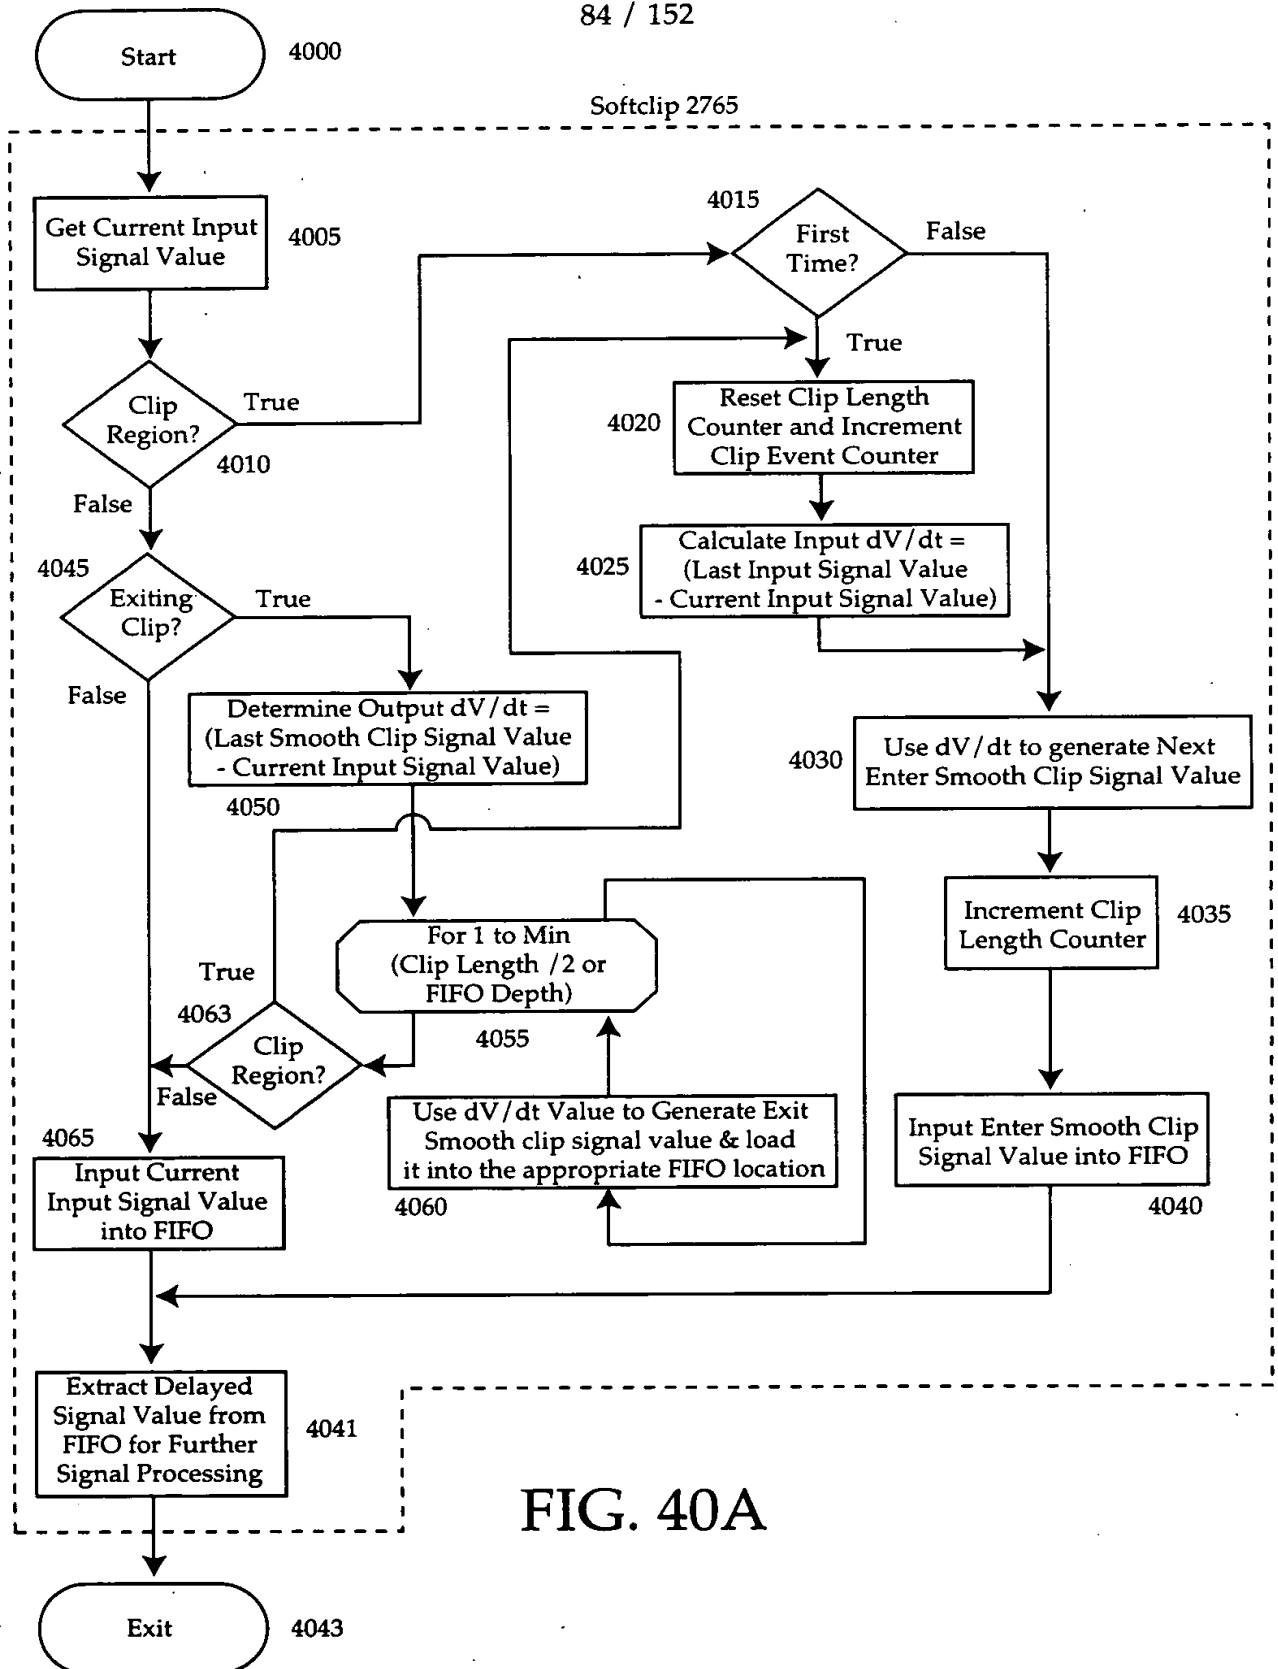 84 / 152
Start
4000
Softclip 2765
Get Current Input
Signal Value
4005
4015
First
Time?
False
True
Clip
Region?
True
4010
False
Reset Clip Length
Counter and Increment
Clip Event Counter
4020
Calculate Input dV/dt =
(Last Input Signal Value
- Current Input Signal Value)
4025
4045
Exiting
Clip?
True
False
Determine Output dV/dt =
(Last Smooth Clip Signal Value
- Current Input Signal Value)
4050
4030
Use dV/dt to generate Next
Enter Smooth Clip Signal Value
For 1 to Min
(Clip Length /2 or
FIFO Depth)
4055
Increment Clip
Length Counter
4035
True
4063
Clip
Region?
False
Use dV/dt Value to Generate Exit
Smooth clip signal value & load
it into the appropriate FIFO location
4060
Input Enter Smooth Clip
Signal Value into FIFO
4040
4065
Input Current
Input Signal Value
into FIFO
Extract Delayed
Signal Value from
FIFO for Further
Signal Processing
4041
FIG. 40A
Exit
4043